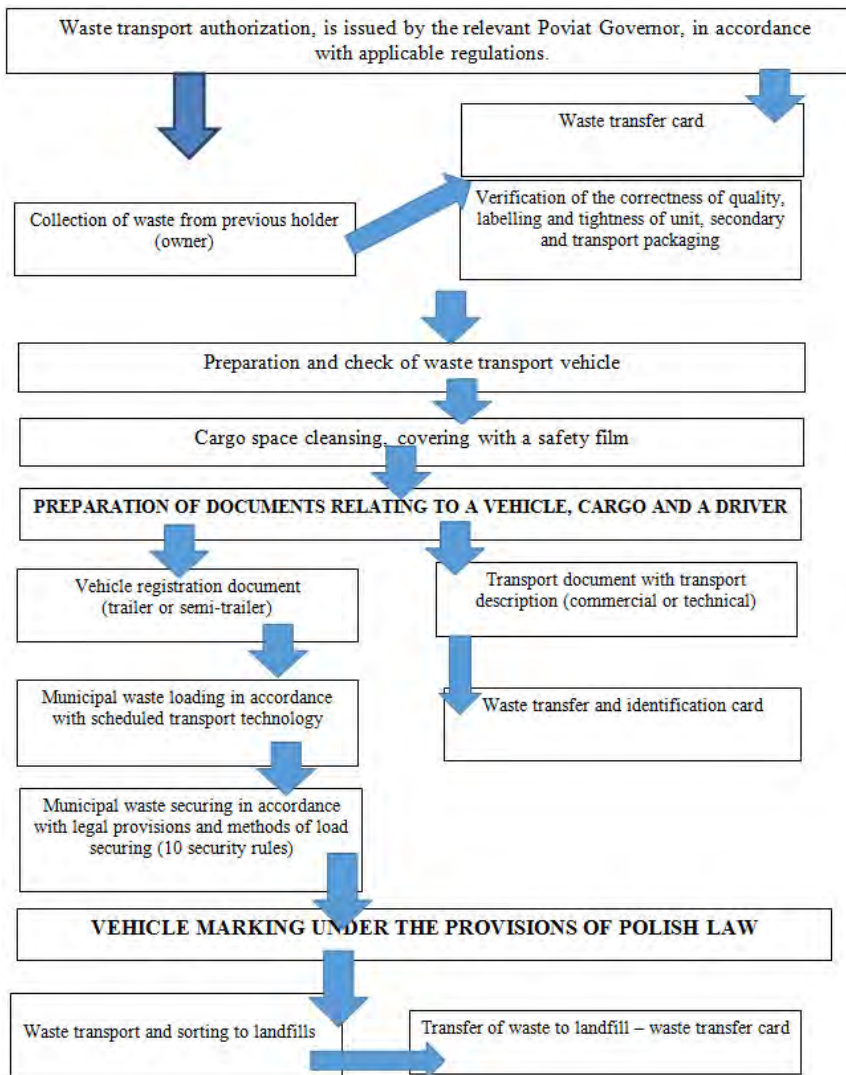 Waste transport authorization, is issued by the relevant Poviat Governor, in accordance
with applicable regulations.
Waste transfer card
Collection of waste from previous holder
(owner)
Verification of the correctness of quality,
labelling and tightness of unit, secondary
and transport packaging
Preparation and check of waste transport vehicle
Cargo space cleansing, covering with a safety film
PREPARATION OF DOCUMENTS RELATING TO A VEHICLE, CARGO AND A DRIVER
Vehicle registration document
(trailer or semi-trailer)
Transport document with transport
description (commercial or technical)
Municipal waste loading in accordance
with scheduled transport technology
Waste transfer and identification card
Municipal waste securing in accordance
with legal provisions and methods of load
securing (10 security rules)
VEHICLE MARKING UNDER THE PROVISIONS OF POLISH LAW
Waste transport and sorting to landfills
Transfer of waste to landfill – waste transfer card